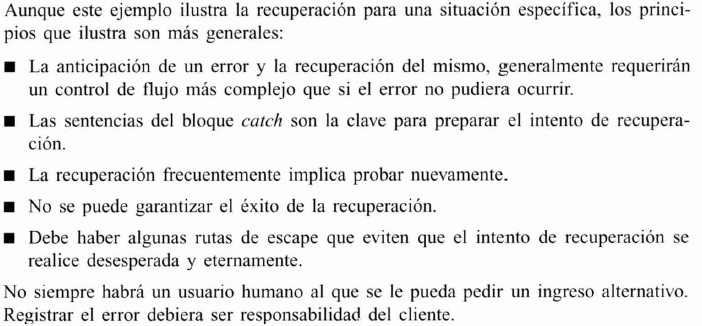 Aunque este ejemplo ilustra la recuperación para una situación específica, los princi-
pios que ilustra son más generales:
■ La anticipación de un error y la recuperación del mismo, generalmente requerirán
un control de flujo más complejo que si el error no pudiera ocurrir.
■ Las sentencias del bloque catch son la clave para preparar el intento de recupera-
ción.
■ La recuperación frecuentemente implica probar nuevamente.
■ No se puede garantizar el éxito de la recuperación.
■ Debe haber algunas rutas de escape que eviten que el intento de recuperación se
realice desesperada y eternamente.
No siempre habrá un usuario humano al que se le pueda pedir un ingreso alternativo.
Registrar el error debiera ser responsabilidad del cliente.